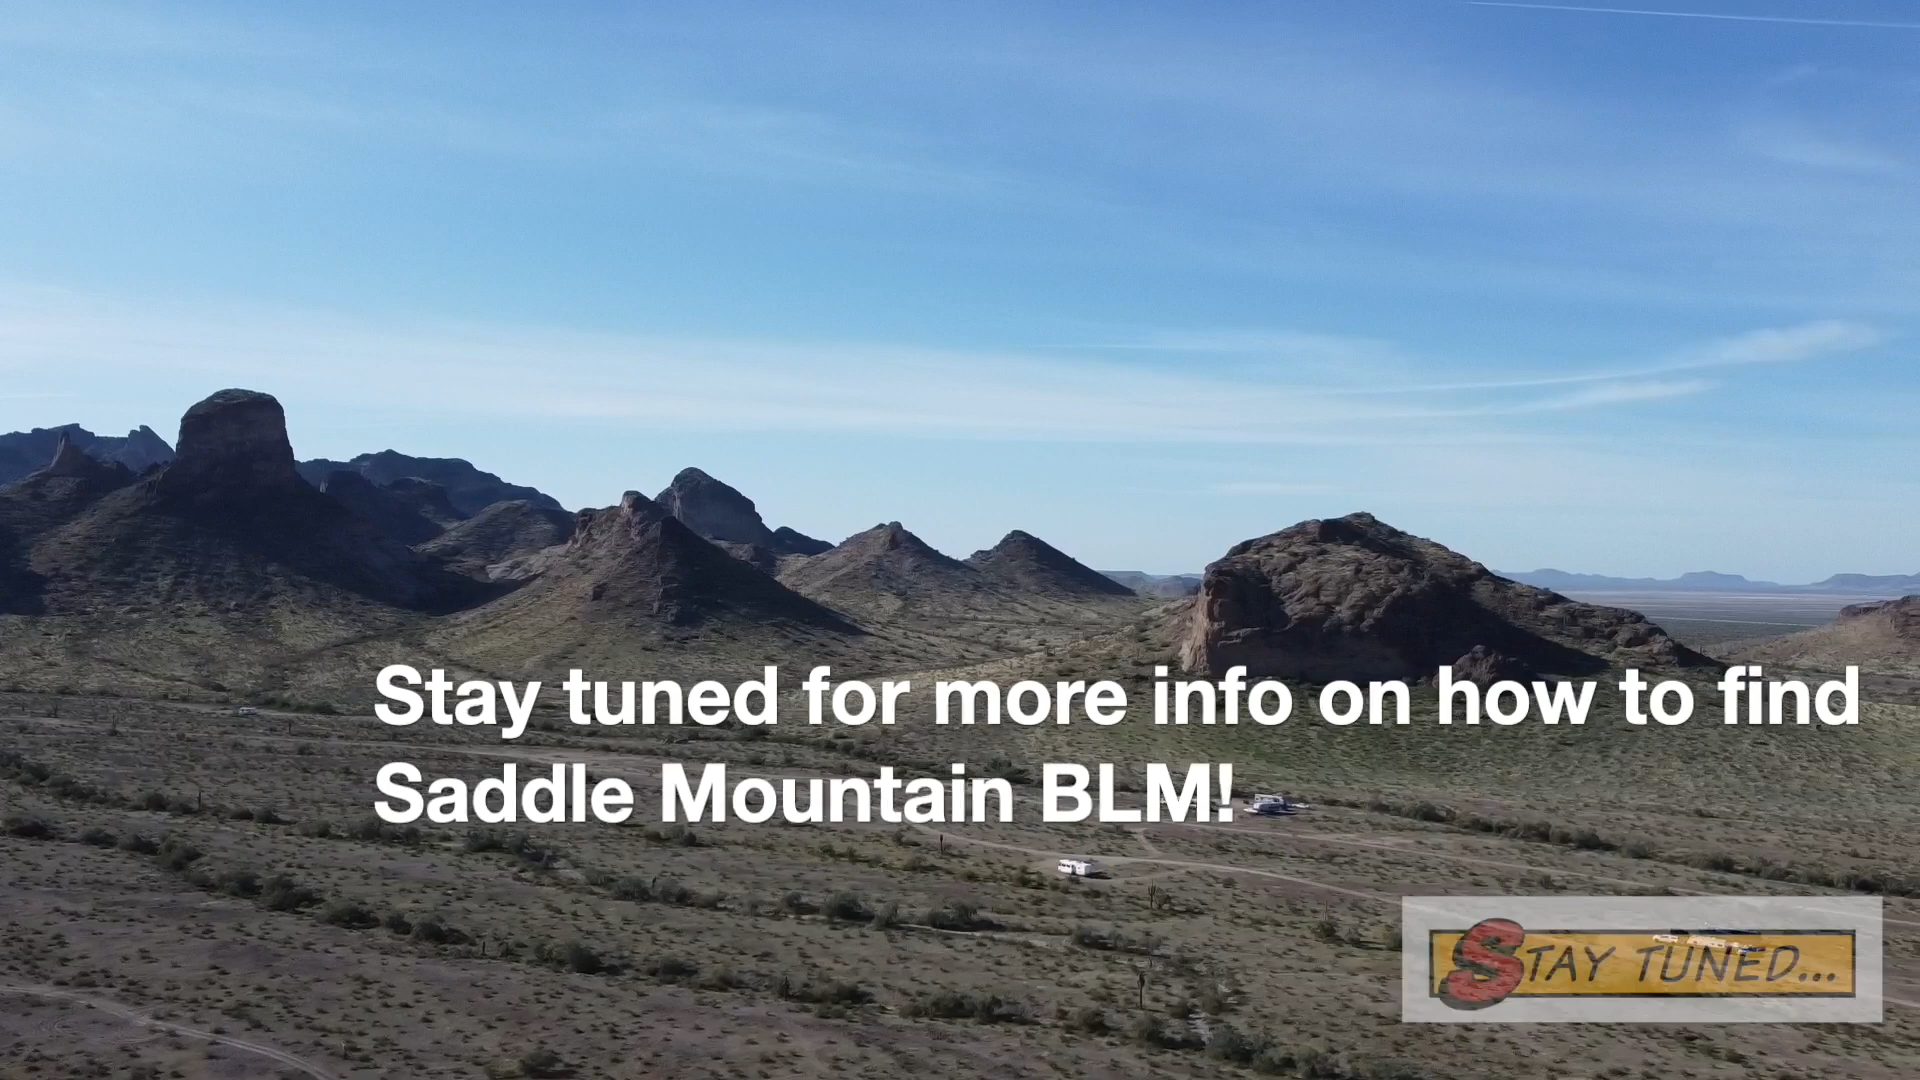 Stay tuned for more info on how to find
Saddle Mountain BLM!
STAY TUNED...